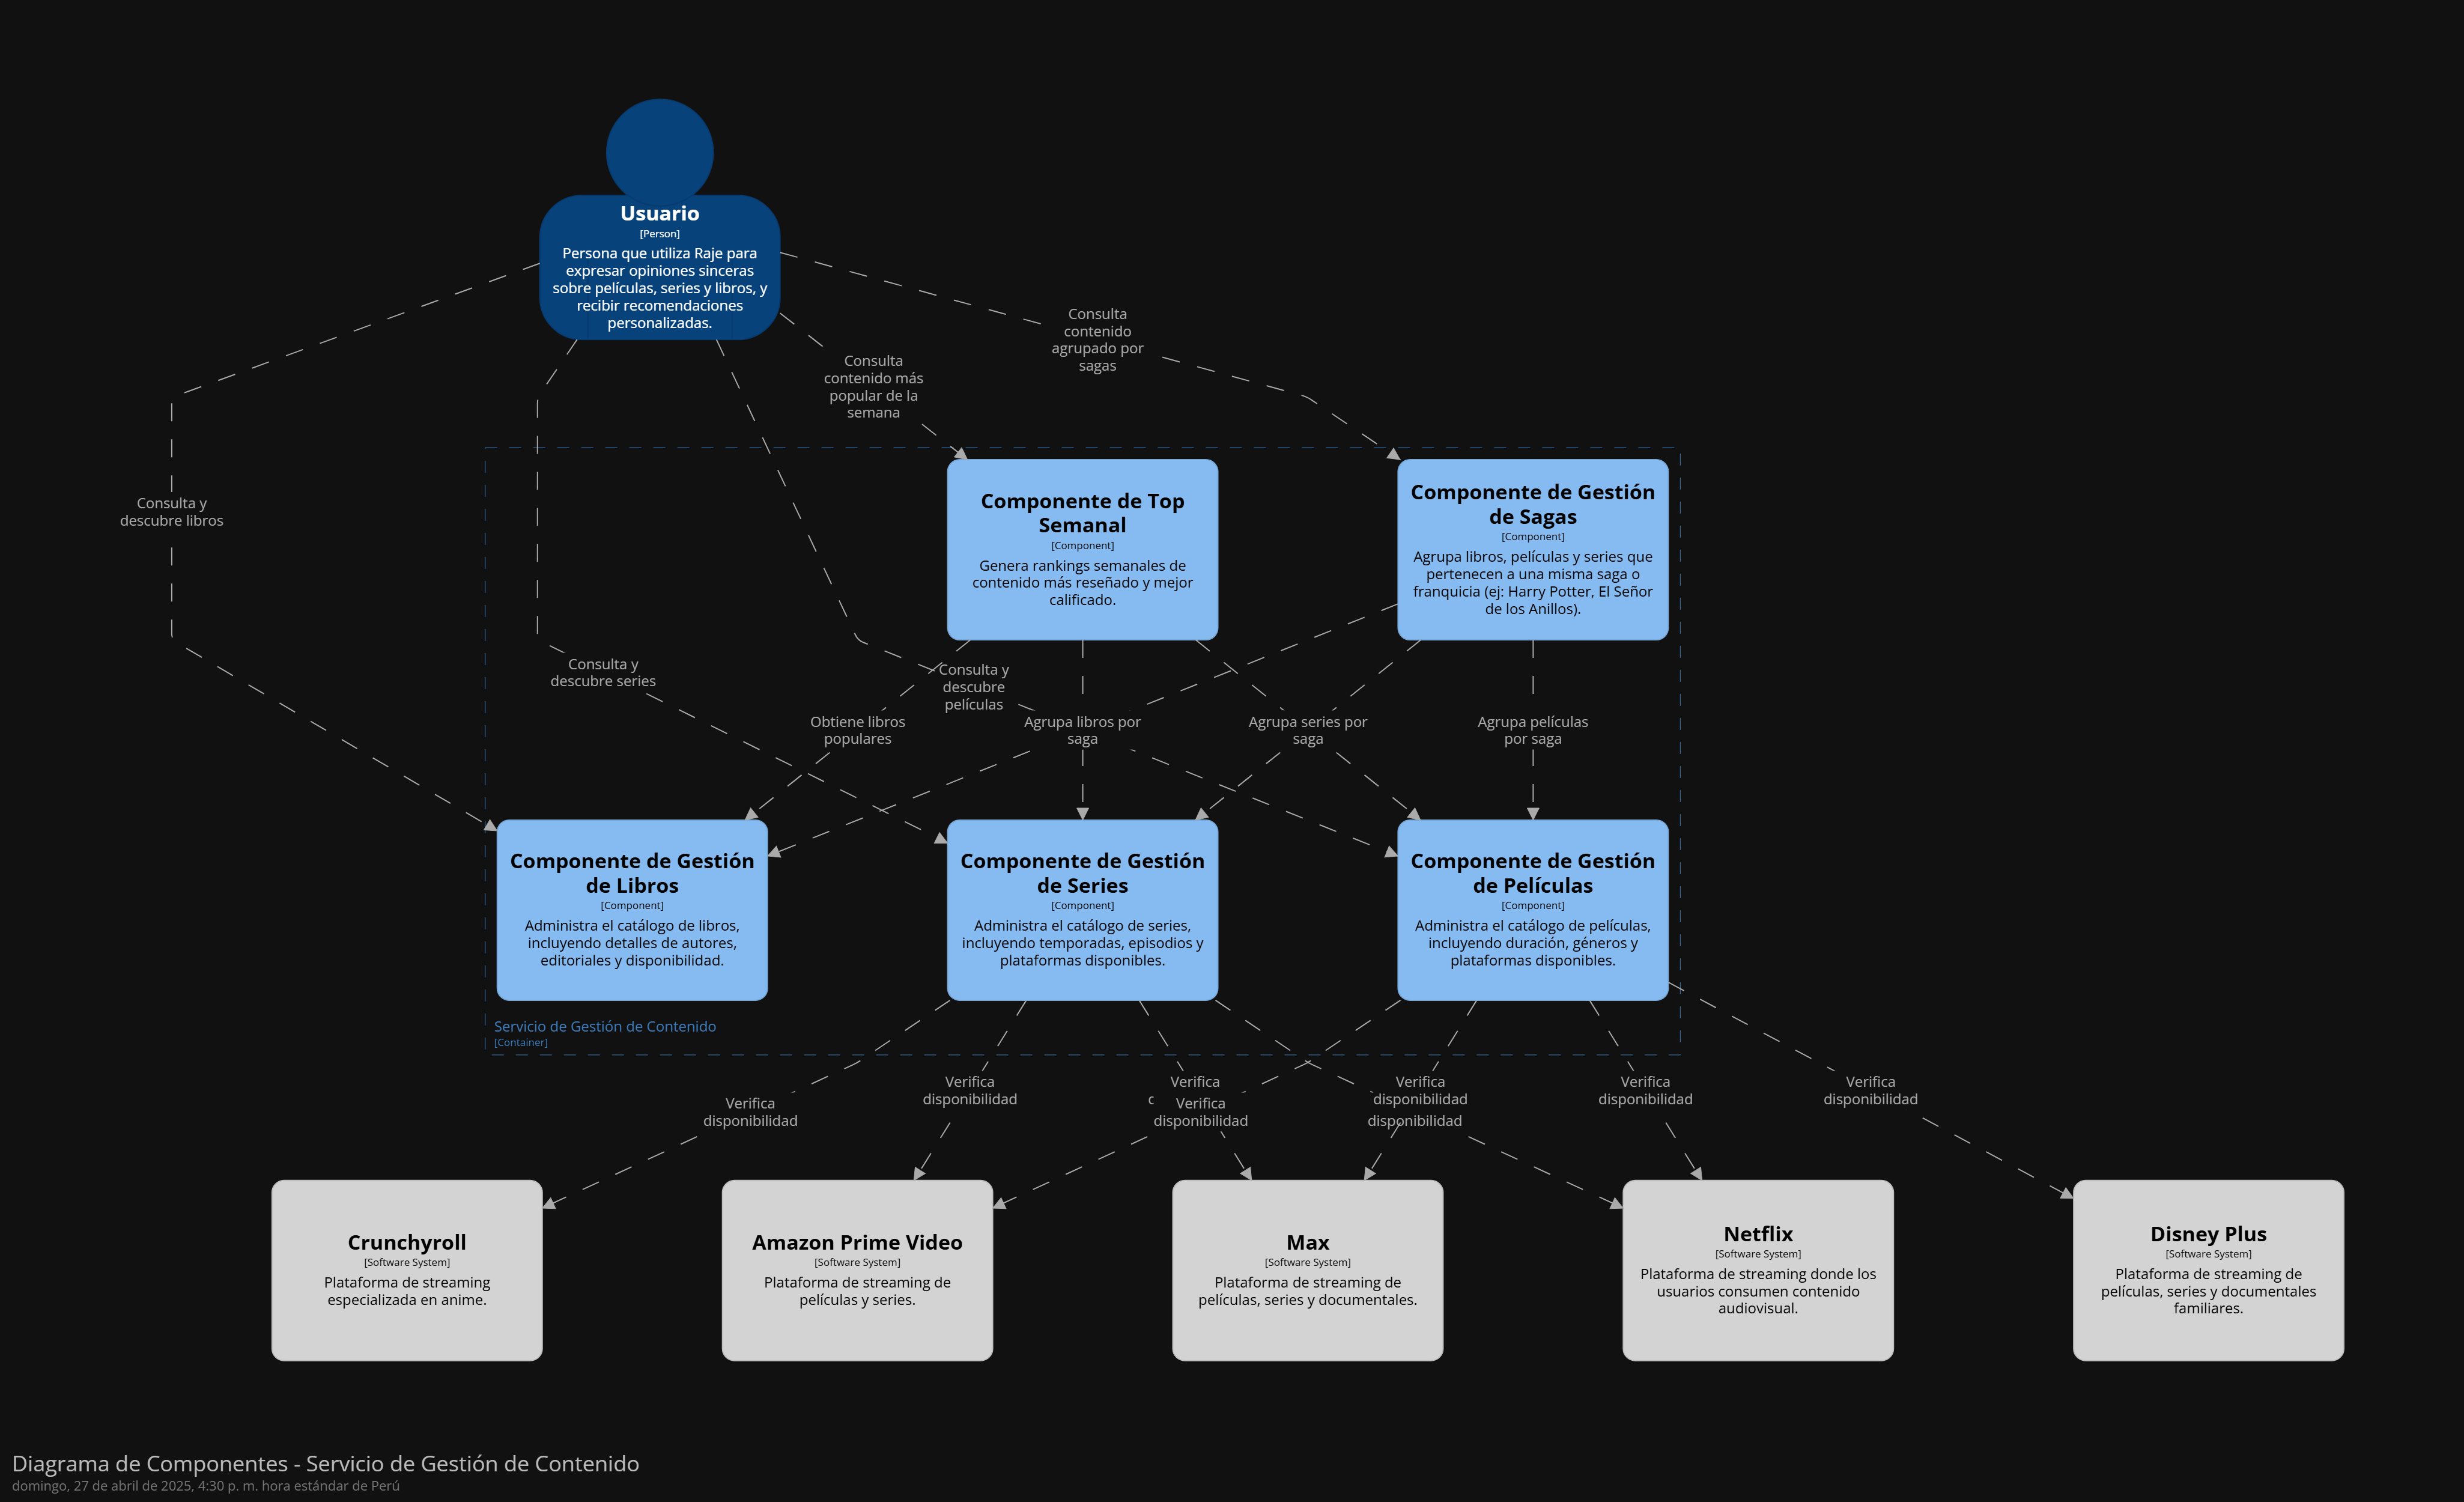 Usuario
[Person]
Persona que utiliza Raje para
expresar opiniones sinceras
sobre películas, series y libros, y
recibir recomendaciones
personalizadas.
Consulta
contenido
agrupado por
sagas
Consulta
contenido más
popular de la
semana
Consulta y
descubre libros
Componente de Top
Semanal
[Component]
Genera rankings semanales de
contenido más reseñado y mejor
calificado.
Componente de Gestión
de Sagas
[Component]
Agrupa libros, películas y series que
pertenecen a una misma saga o
franquicia (ej: Harry Potter, El Señor
de los Anillos).
Consulta y
descubre series
Consulta y
descubre
películas
Obtiene libros
populares
Agrupa libros por
saga
Agrupa series por
saga
Agrupa películas
por saga
Componente de Gestión
de Libros
[Component]
Administra el catálogo de libros,
incluyendo detalles de autores,
editoriales y disponibilidad.
Componente de Gestión
de Series
[Component]
Administra el catálogo de series,
incluyendo temporadas, episodios y
plataformas disponibles.
Componente de Gestión
de Películas
[Component]
Administra el catálogo de películas,
incluyendo duración, géneros y
plataformas disponibles.
Servicio de Gestión de Contenido
[Container]
Verifica
disponibilidad
Verifica
disponibilidad
Verifica
Verifica
disponibilidad
Verifica
disponibilidad
disponibilidad
Verifica
disponibilidad
Verifica
disponibilidad
Crunchyroll
[Software System]
Plataforma de streaming
especializada en anime.
Amazon Prime Video
[Software System]
Plataforma de streaming de
películas y series.
Max
[Software System]
Plataforma de streaming de
películas, series y documentales.
Netflix
[Software System]
Plataforma de streaming donde los
usuarios consumen contenido
audiovisual.
Disney Plus
[Software System]
Plataforma de streaming de
películas, series y documentales
familiares.
Diagrama de Componentes - Servicio de Gestión de Contenido
domingo, 27 de abril de 2025, 4:30 p. m. hora estándar de Perú